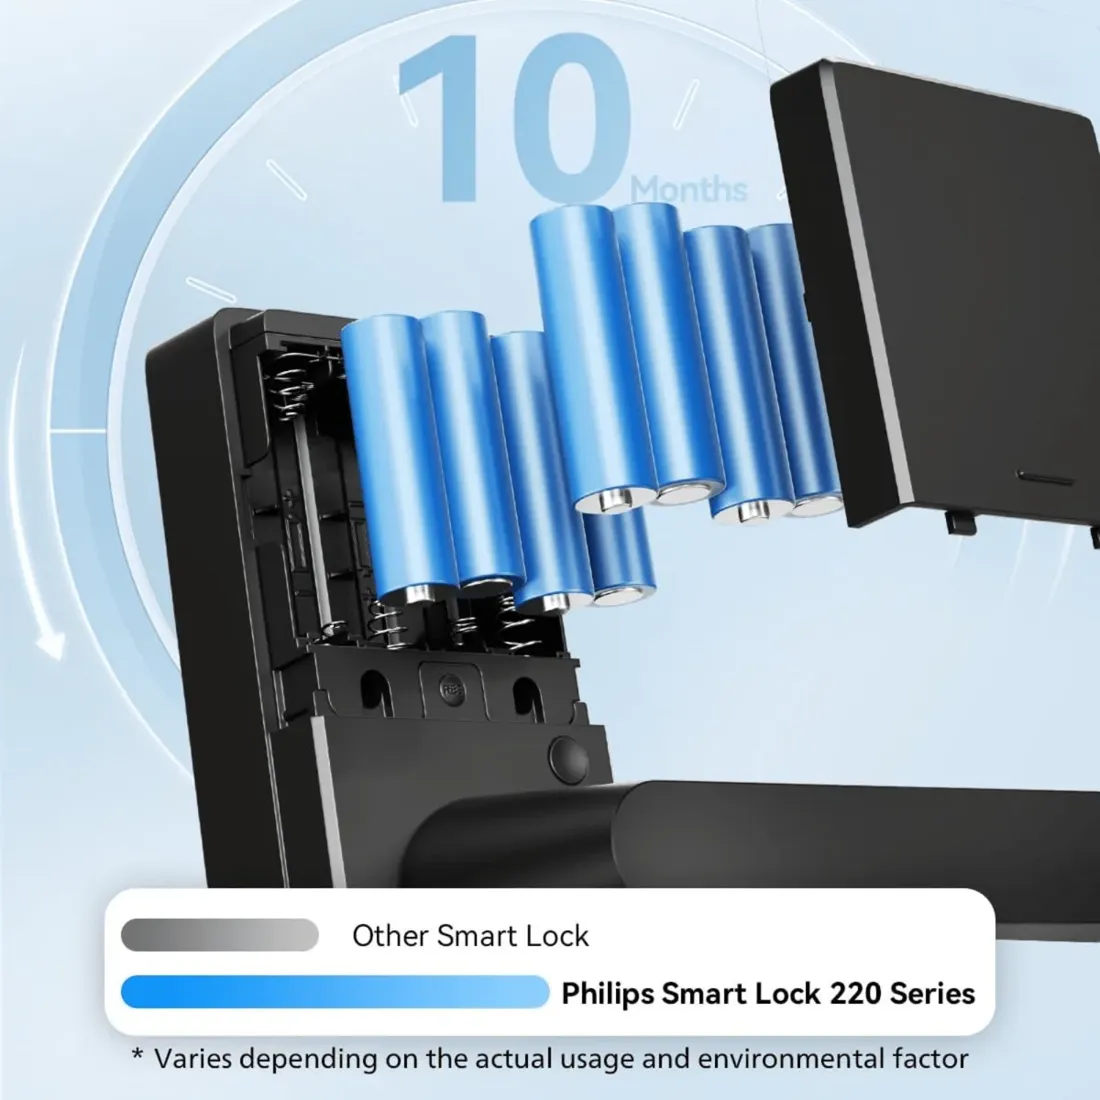 10
Months
RES
Other Smart Lock
Philips Smart Lock 220 Series
* Varies depending on the actual usage and environmental factor